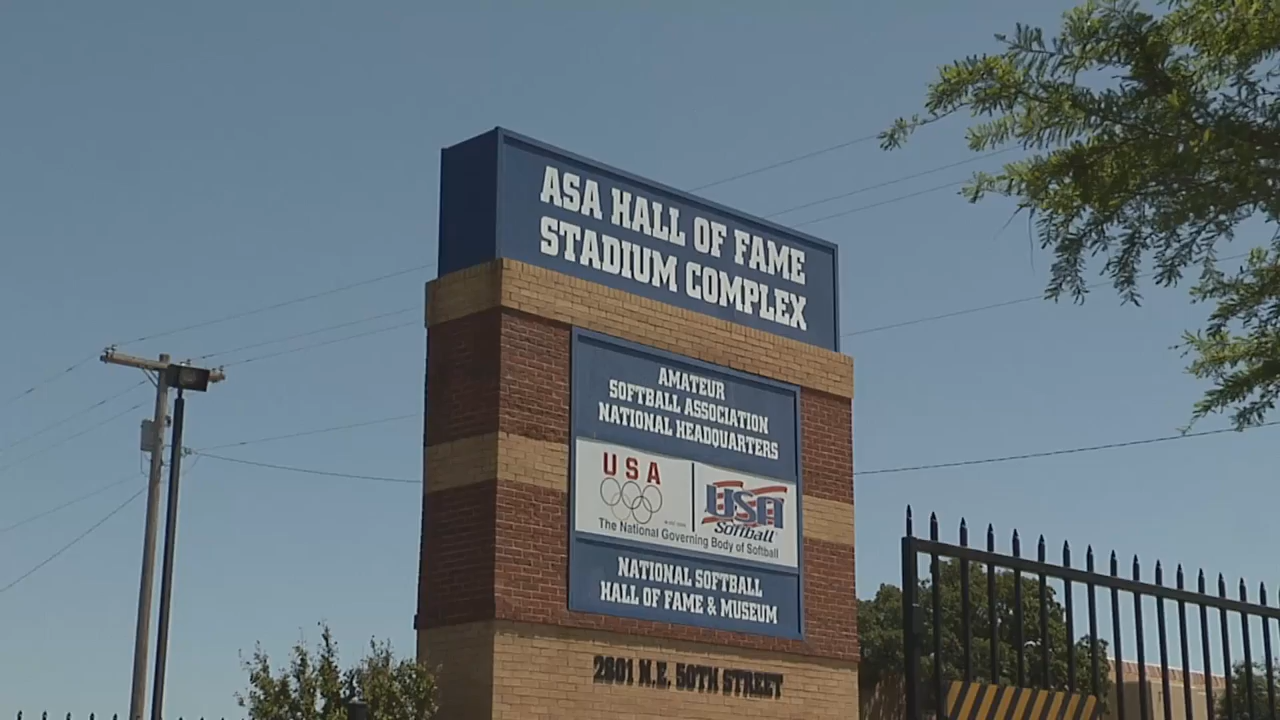 ASA HALL OF FAME
STADIUM COMPLEX
AMATEUR
SOFTBALL ASSOCIATION
NATIONAL HEADQUARTERS
USA
USA
Softball
The National Governing Body of Softball
NATIONAL SOFTBALL
HALL OF FAME & MUSEUM
2801 N.E. 50TH STREET